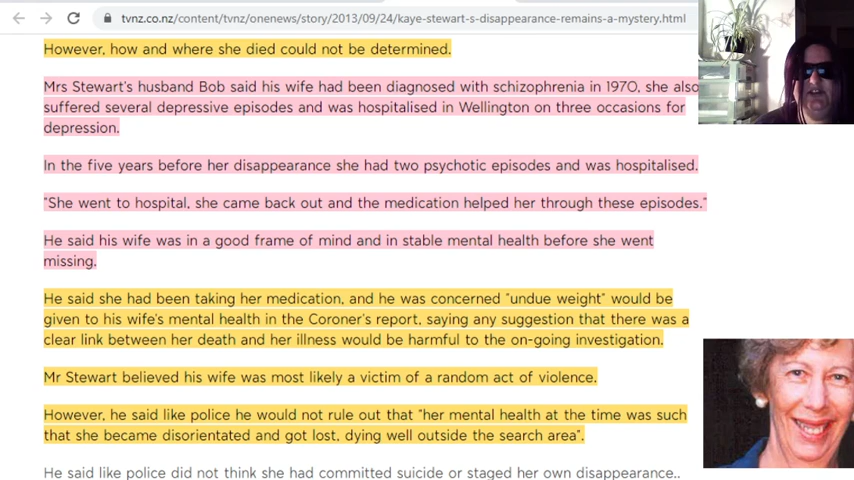 tvnz.co.nz/content/tvnz/onenews/story/2013/09/24/kaye-stewart-s-disappearance-remains-a-mystery.html
However, how and where she died could not be determined.
Mrs Stewart's husband Bob said his wife had been diagnosed with schizophrenia in 1970, she also
suffered several depressive episodes and was hospitalised in Wellington on three occasions for
depression.
In the five years before her disappearance she had two psychotic episodes and was hospitalised.
"She went to hospital, she came back out and the medication helped her through these episodes."
He said his wife was in a good frame of mind and in stable mental health before she went
missing.
He said she had been taking her medication, and he was concerned "undue weight" would be
given to his wife's mental health in the Coroner's report, saying any suggestion that there was a
clear link between her death and her illness would be harmful to the on-going investigation.
Mr Stewart believed his wife was most likely a victim of a random act of violence.
However, he said like police he would not rule out that "her mental health at the time was such
that she became disorientated and got lost, dying well outside the search area".
He said like police did not think she had committed suicide or staged her own disappearance..